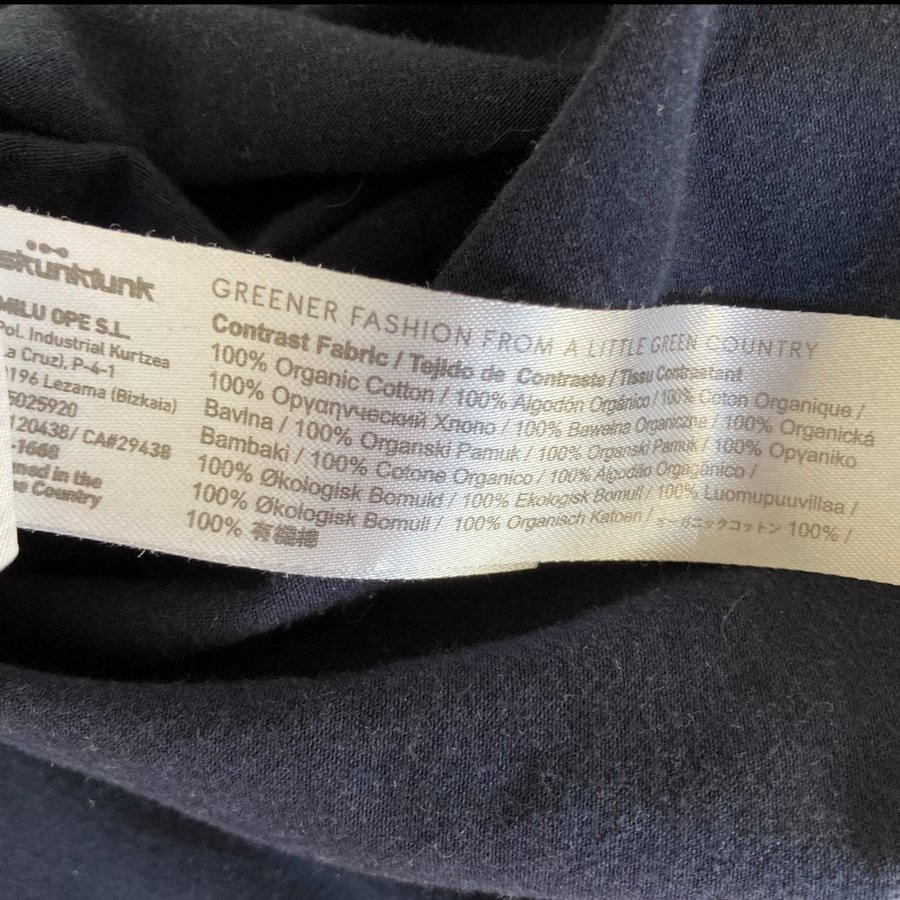 skunkfunk
MILU OPE S.L.
Pol. Industrial Kurtzea
La Cruz), P-4-1
196 Lezama (Bizkaia)
5025920
120438/ CA#29438
-1668
ned in the
e Country
GREENER FASHION FROM A LITTLE GREEN COUNTRY
Contrast Fabric / Tejido de Contraste / Tissu Contrastant
100% Organic Cotton / 100% Algodón Orgánico / 100% Coton Organique /
100% Органический Хлопо / 100% Bawełna Organiczna / 100% Organická
Bavlna / 100% Organski Pamuk / 100% Organski Pamuk / 100% Opγaniko
Bambaki / 100% Cotone Organico / 100% Algodão Orgaganico /
100% Økologisk Bomuld / 100% Ekologisk Bomull / 100% Luomupuuvillaa /
100% Økologisk Bomull / 100% Organisch Katoen / オーガニックコットン 100% /
100% 有機棉